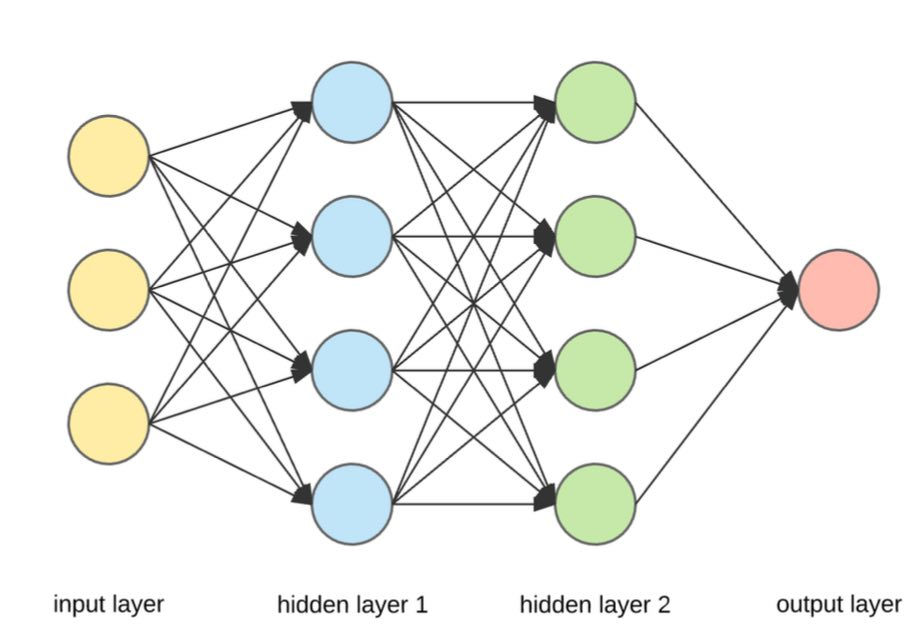 input layer
hidden layer 1
hidden layer 2
output layer